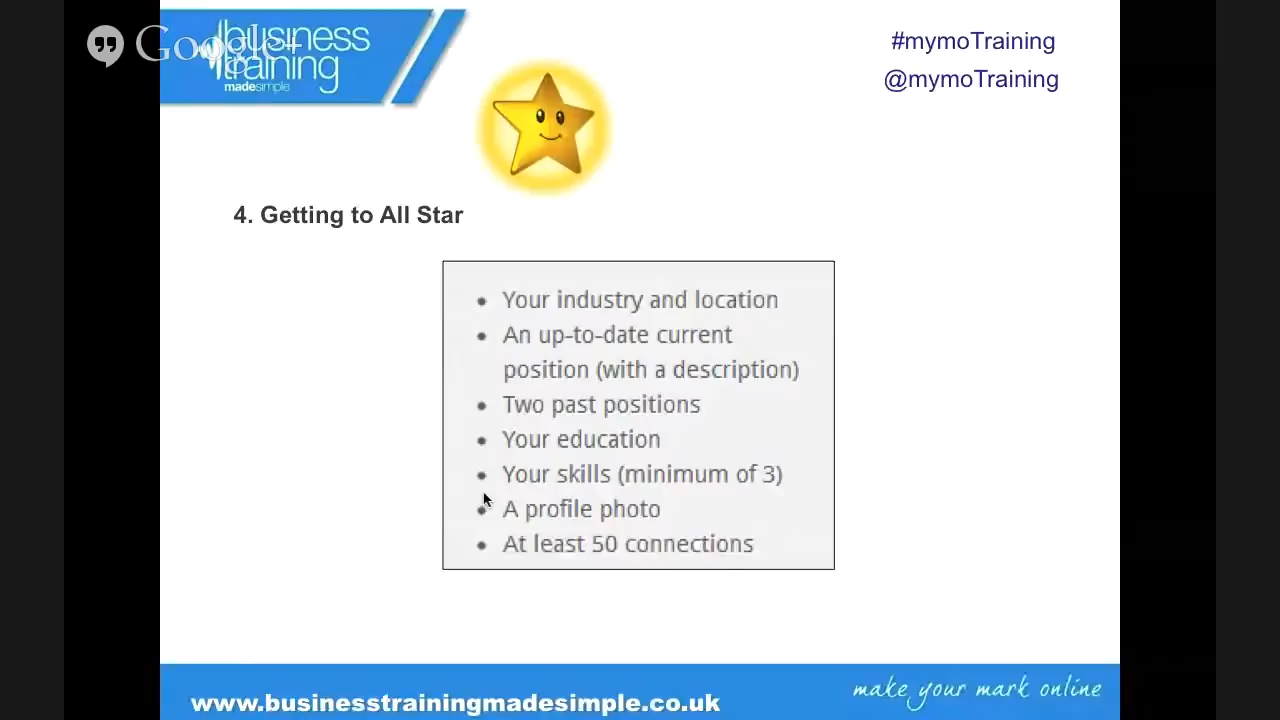 Google+
business
training
madesimple
#mymoTraining
@mymoTraining
4. Getting to All Star
• Your industry and location
• An up-to-date current
position (with a description)
• Two past positions
• Your education
• Your skills (minimum of 3)
• A profile photo
• At least 50 connections
www.businesstrainingmadesimple.co.uk
make your mark online